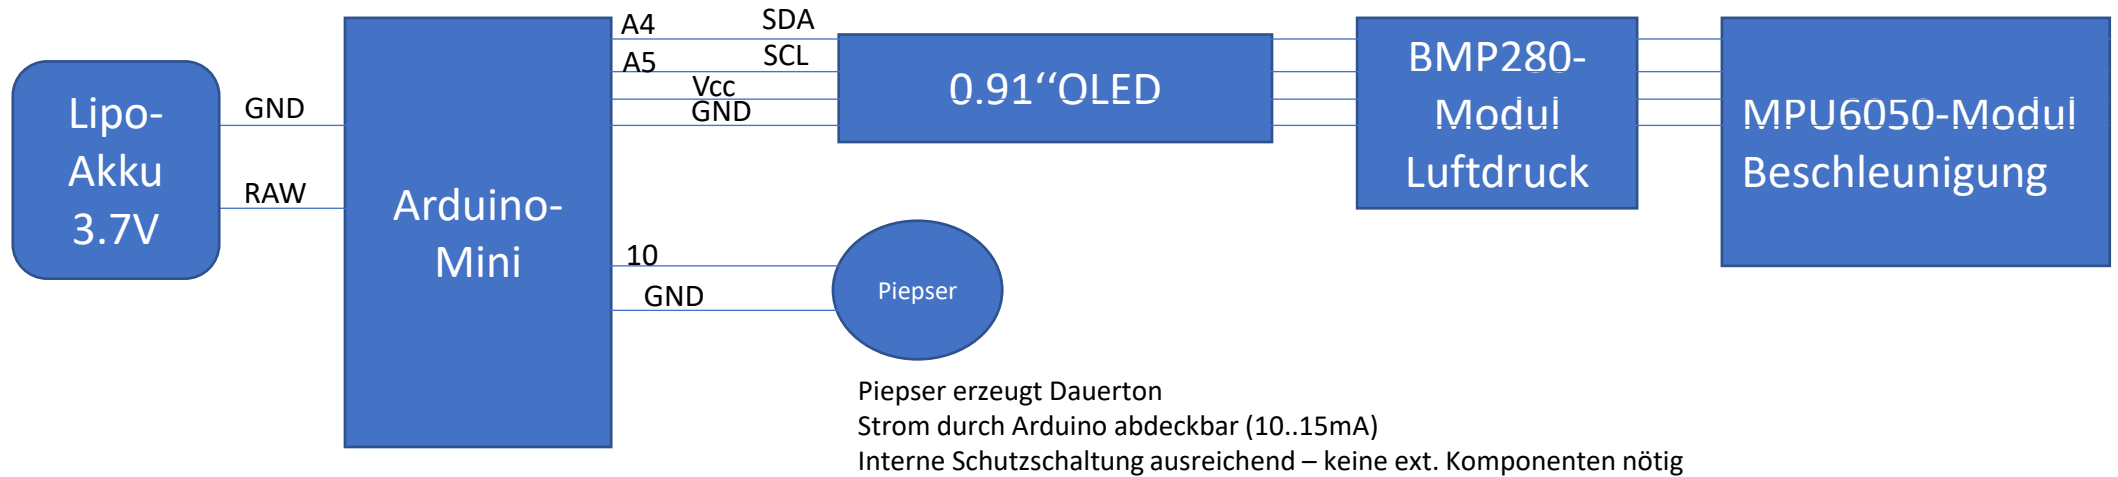 Lipo-
Akku
3.7V
GND
RAW
Arduino-
Mini
A4
SDA
A5
SCL
Vcc
GND
0.91‘‘OLED
BMP280-
Modul
Luftdruck
MPU6050-Modul
Beschleunigung
10
GND
Piepser
Piepser erzeugt Dauerton
Strom durch Arduino abdeckbar (10..15mA)
Interne Schutzschaltung ausreichend – keine ext. Komponenten nötig